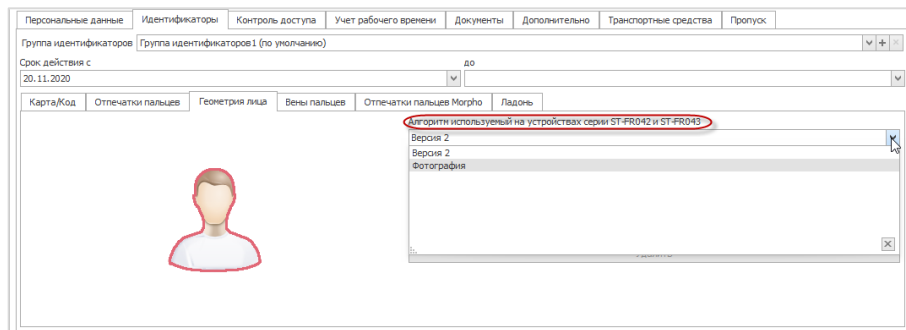 Персональные данные Идентификаторы Контроль доступа Учет рабочего времени Документы Дополнительно Транспортные средства Пропуск
Группа идентификаторов Группа идентификаторов1 (по умолчанию)
Срок действия с до
20.11.2020
Карта/Код Отпечатки пальцев Геометрия лица Вены пальцев Отпечатки пальцев Morpho Ладонь
Алгоритм используемый на устройствах серии ST-FR042 и ST-FR043
Версия 2
Версия 2
Фотография